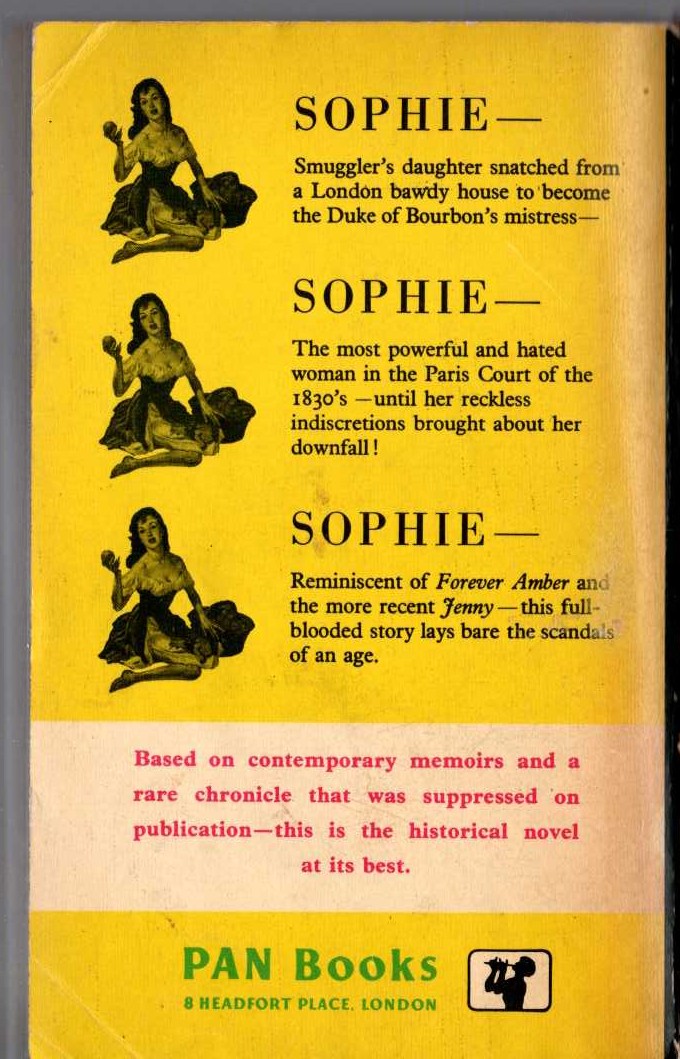 SOPHIE—
Smuggler's daughter snatched from
a London bawdy house to become
the Duke of Bourbon's mistress—
SOPHIE—
The most powerful and hated
woman in the Paris Court of the
1830's —until her reckless
indiscretions brought about her
downfall!
SOPHIE—
Reminiscent of Forever Amber and
the more recent Jenny—this full-
blooded story lays bare the scandals
of an age.
Based on contemporary memoirs and a
rare chronicle that was suppressed on
publication—this is the historical novel
at its best.
PAN Books
8 HEADFORT PLACE, LONDON